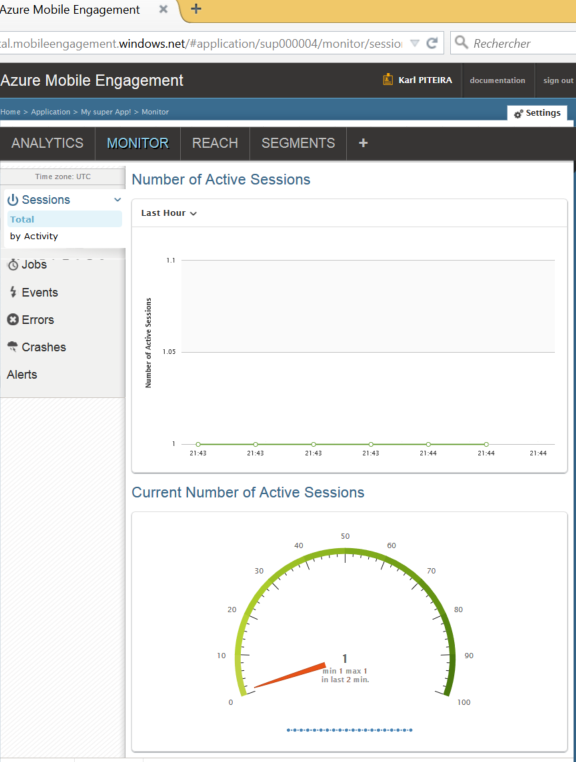 Azure Mobile Engagement × +
tal.mobileengagement.windows.net/#application/sup000004/monitor/session Rechercher
Azure Mobile Engagement Karl PITEIRA documentation sign out
Home > Application > My super App! > Monitor Settings
ANALYTICS MONITOR REACH SEGMENTS +
Time zone: UTC
Sessions
Total
by Activity
Jobs
Events
Errors
Crashes
Alerts
Number of Active Sessions
Last Hour
Number of Active Sessions
1.1
1.05
1
21:43 21:43 21:43 21:43 21:44 21:44 21:44
Current Number of Active Sessions
0 10 20 30 40 50 60 70 80 90 100
1
min 1 max 1
in last 2 min.